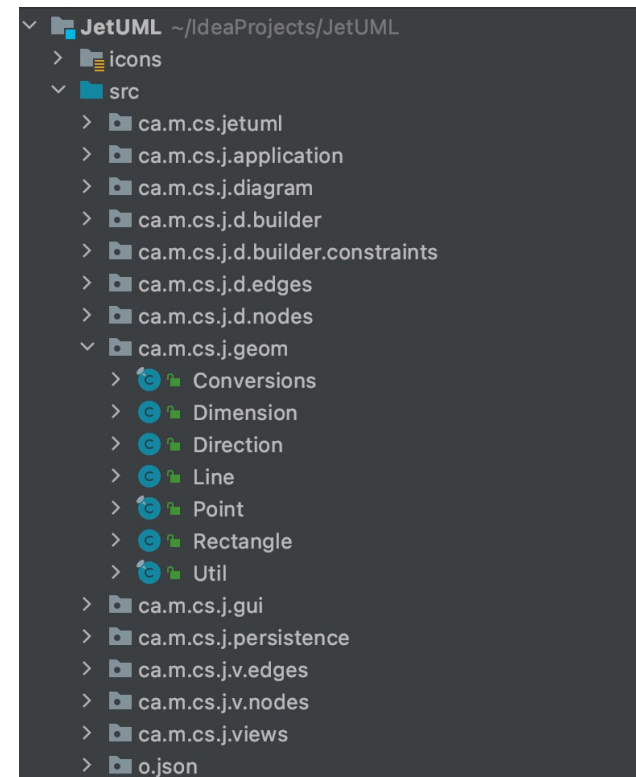 JetUML ~/IdeaProjects/JetUML
icons
src
ca.m.cs.jetuml
ca.m.cs.j.application
ca.m.cs.j.diagram
ca.m.cs.j.d.builder
ca.m.cs.j.d.builder.constraints
ca.m.cs.j.d.edges
ca.m.cs.j.d.nodes
ca.m.cs.j.geom
C Conversions
C Dimension
C Direction
C Line
C Point
C Rectangle
C Util
ca.m.cs.j.gui
ca.m.cs.j.persistence
ca.m.cs.j.v.edges
ca.m.cs.j.v.nodes
ca.m.cs.j.views
o.json